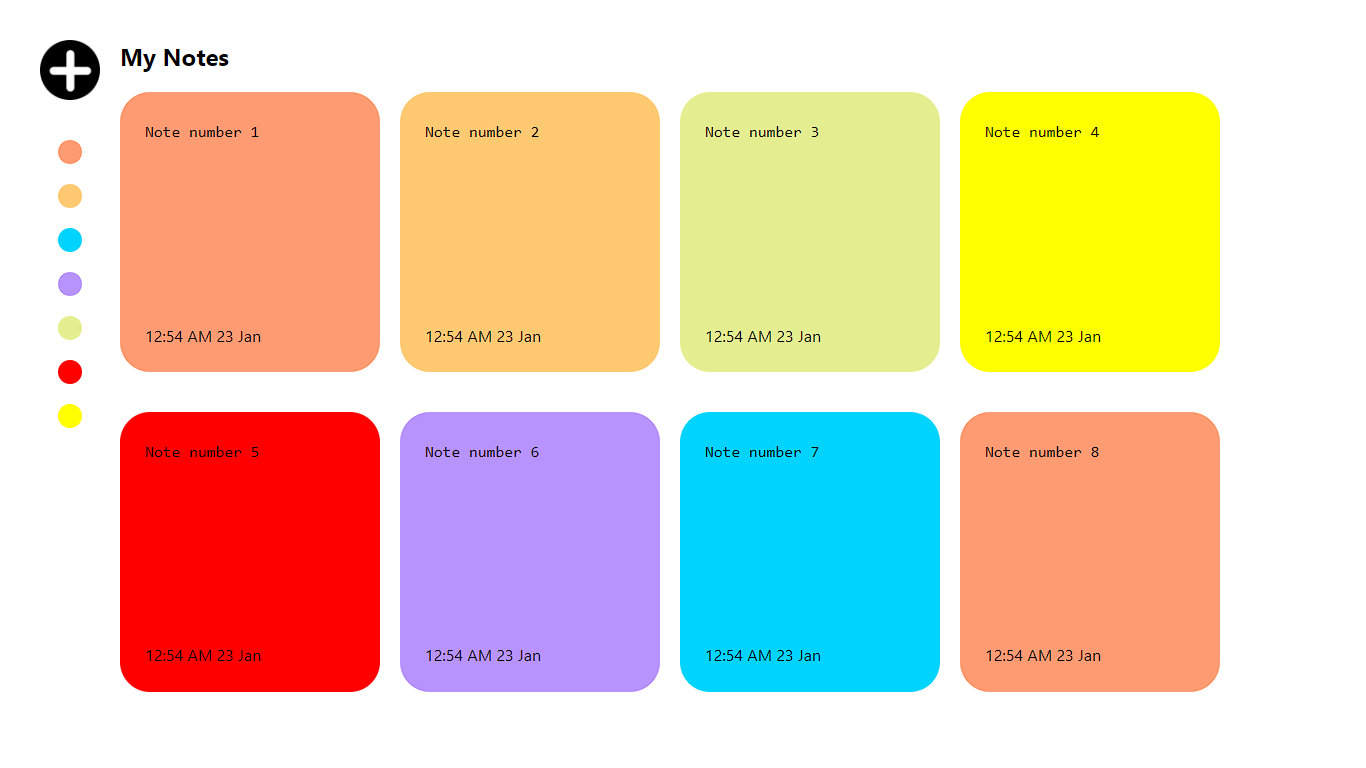 My Notes
Note number 1
12:54 AM 23 Jan
Note number 2
12:54 AM 23 Jan
Note number 3
12:54 AM 23 Jan
Note number 4
12:54 AM 23 Jan
Note number 5
12:54 AM 23 Jan
Note number 6
12:54 AM 23 Jan
Note number 7
12:54 AM 23 Jan
Note number 8
12:54 AM 23 Jan